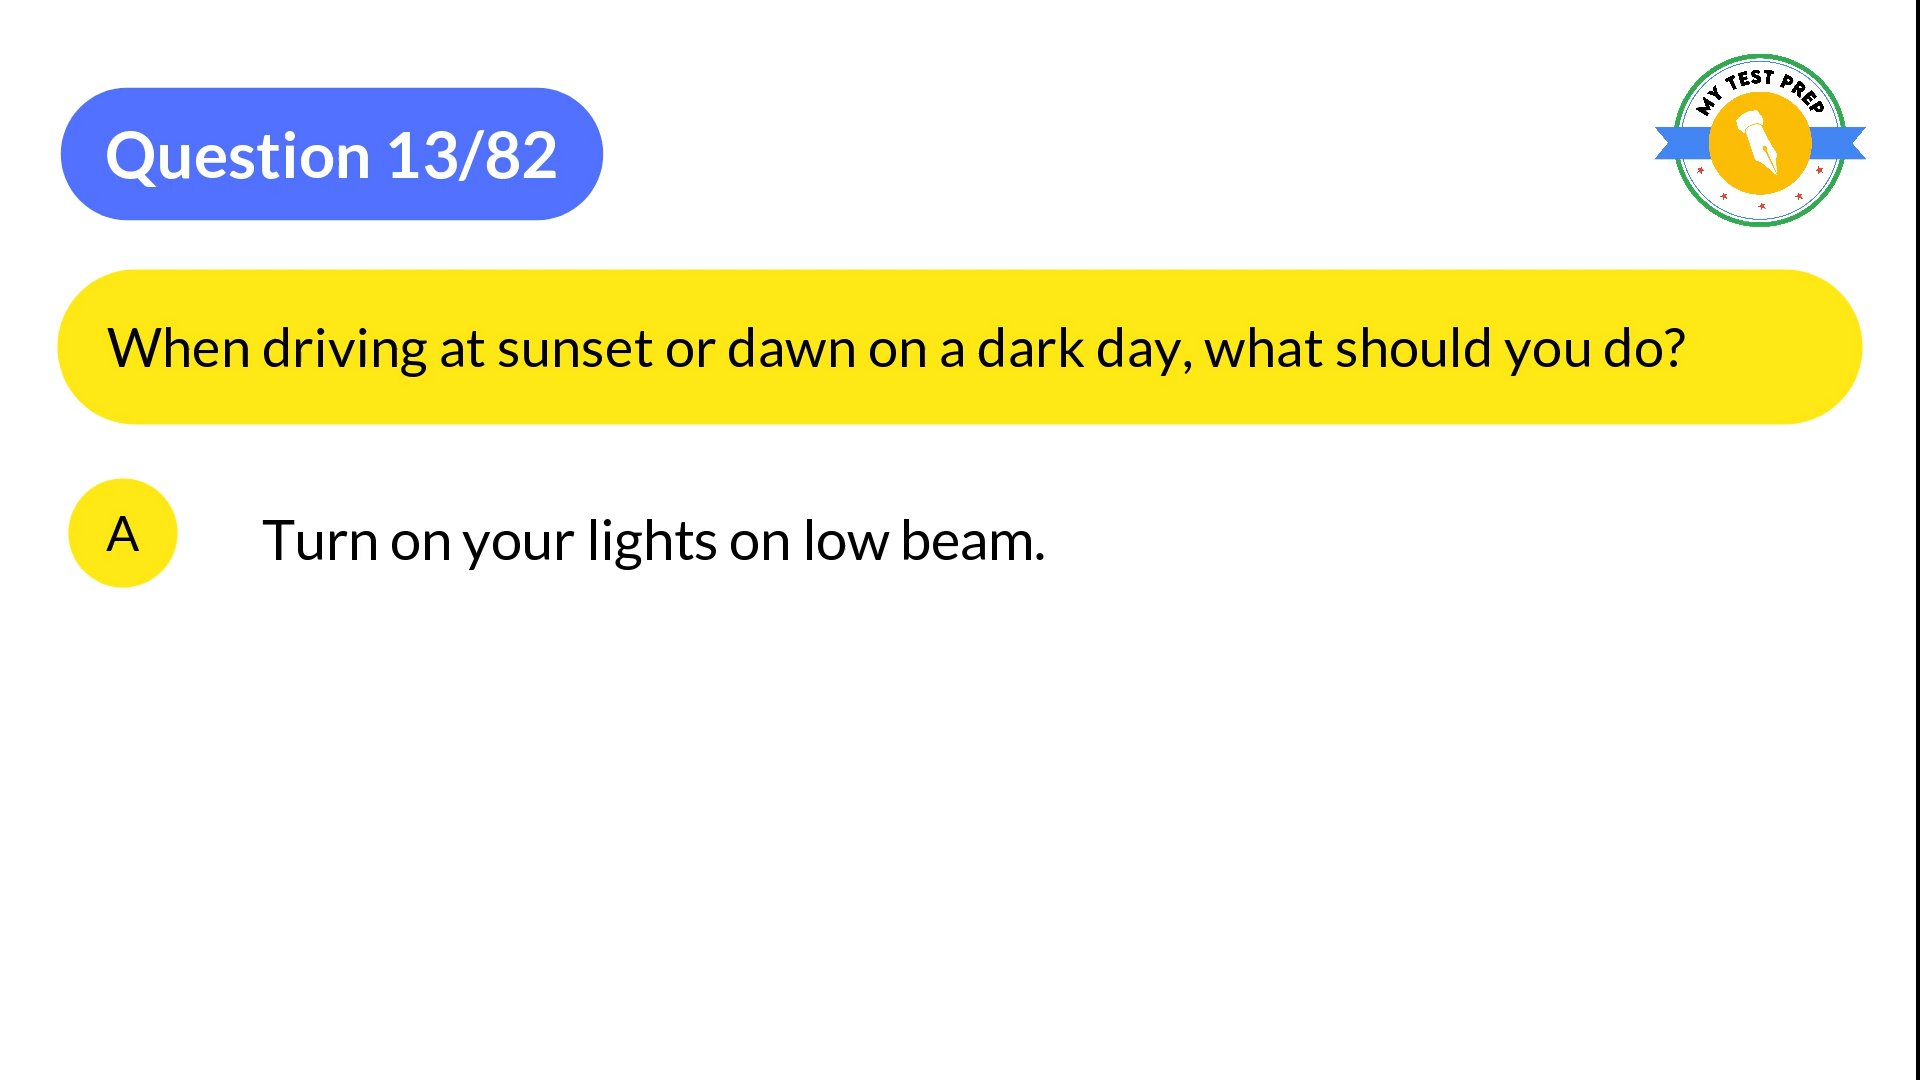 Question 13/82
MY TEST PREP
When driving at sunset or dawn on a dark day, what should you do?
A
Turn on your lights on low beam.